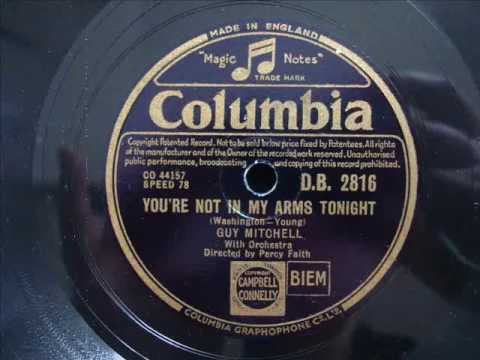 MADE IN ENGLAND
"Magic Notes"
TRADE MARK
Columbia
Copyright Patented Record. Not to be sold below price fixed by Patentees. All rights
of the manufacturer and of the Owner of the recorded work reserved. Unauthorised
public performance, broadcasting and copying of this record prohibited.
CO 44157
SPEED 78
D.B. 2816
YOU'RE NOT IN MY ARMS TONIGHT
(Washington—Young)
GUY MITCHELL
With Orchestra
Directed by Percy Faith
COPYRIGHT
CAMPBELL
CONNELLY
BIEM
COLUMBIA GRAPHOPHONE Co. LTD.